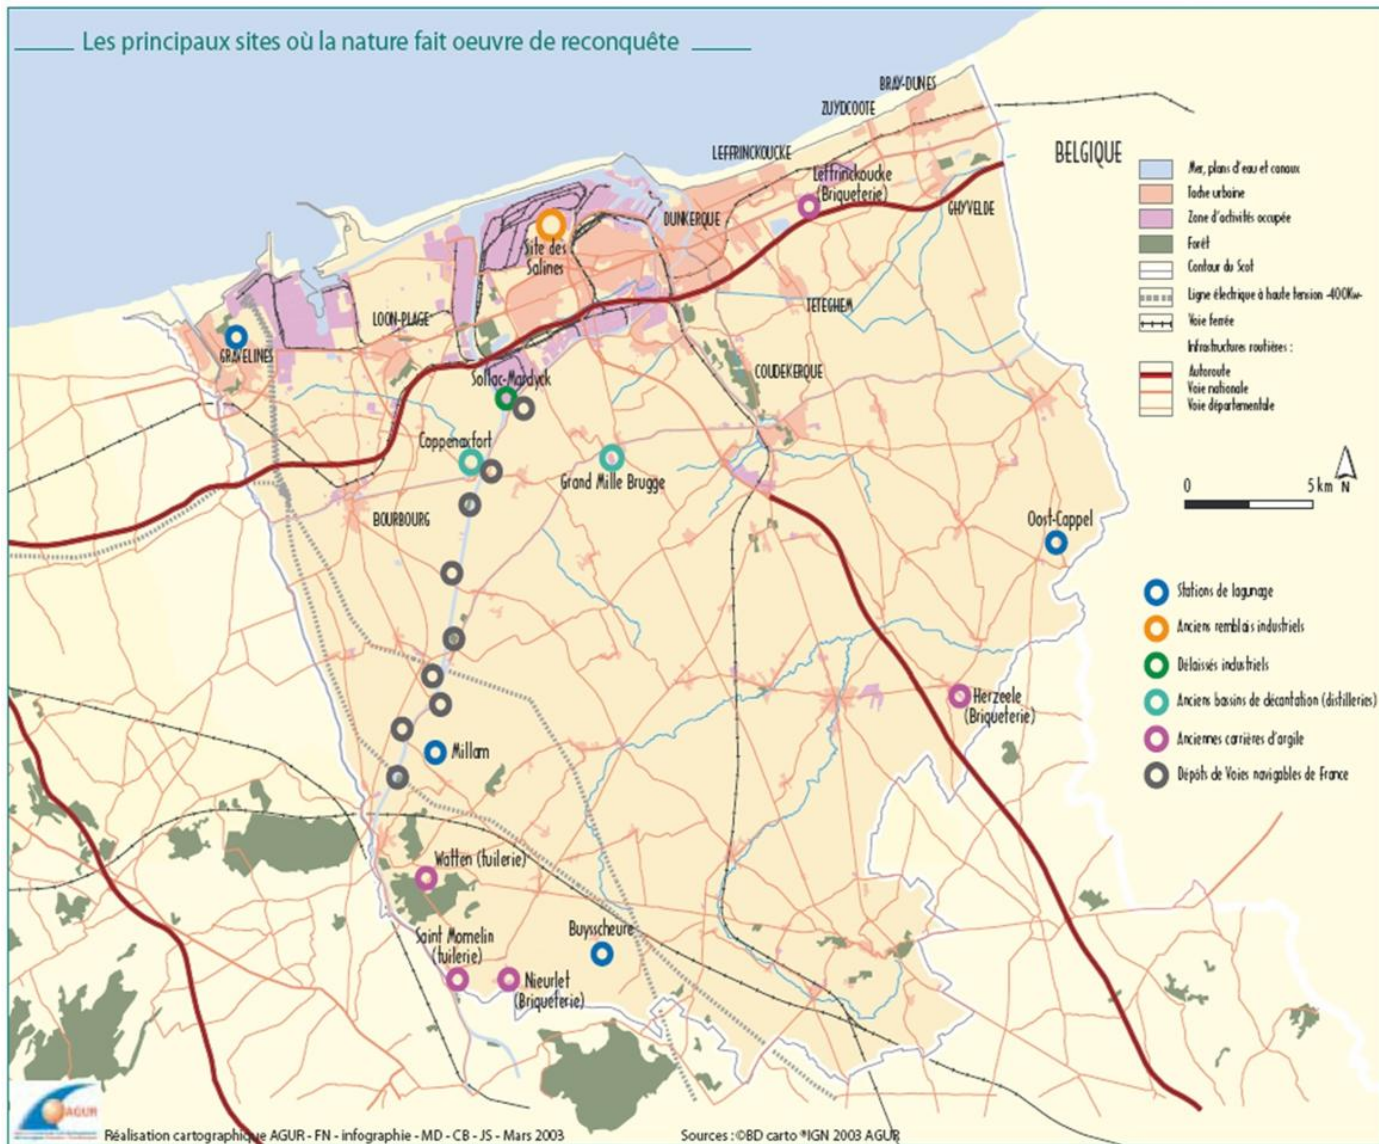 Les principaux sites où la nature fait oeuvre de reconquête
BRAY-DUNES
ZUYDCOOTE
LEFFRINCKOUCKE
BELGIQUE
Leffrinckoucke
(Briqueterie)
DUNKERQUE
GHYVELDE
Site des
Salines
TETEGHEM
LOON-PLAGE
GRAVELINES
COUDEKERQUE
Sollac-Mardyck
Coppenaxfort
Grand Mille Brugge
BOURBOURG
Oost-Cappel
Herzeele
(Briqueterie)
Millam
Watten (tuilerie)
Saint Momelin
(tuilerie)
Buysscheure
Nieurlet
(Briqueterie)
Mer, plans d'eau et canaux
Tache urbaine
Zone d'activités occupée
Forêt
Contour du Scot
Ligne électrique à haute tension -400Kw-
Voie ferrée
Infrastructures routières :
Autoroute
Voie nationale
Voie départementale
0 5 km N
Stations de lagunage
Anciens remblais industriels
Délaissés industriels
Anciens bassins de décantation (distilleries)
Anciennes carrières d'argile
Dépôts de Voies navigables de France
AGUR
Réalisation cartographique AGUR - FN - infographie - MD - CB - JS - Mars 2003
Sources : ©BD carto ®IGN 2003 AGUR